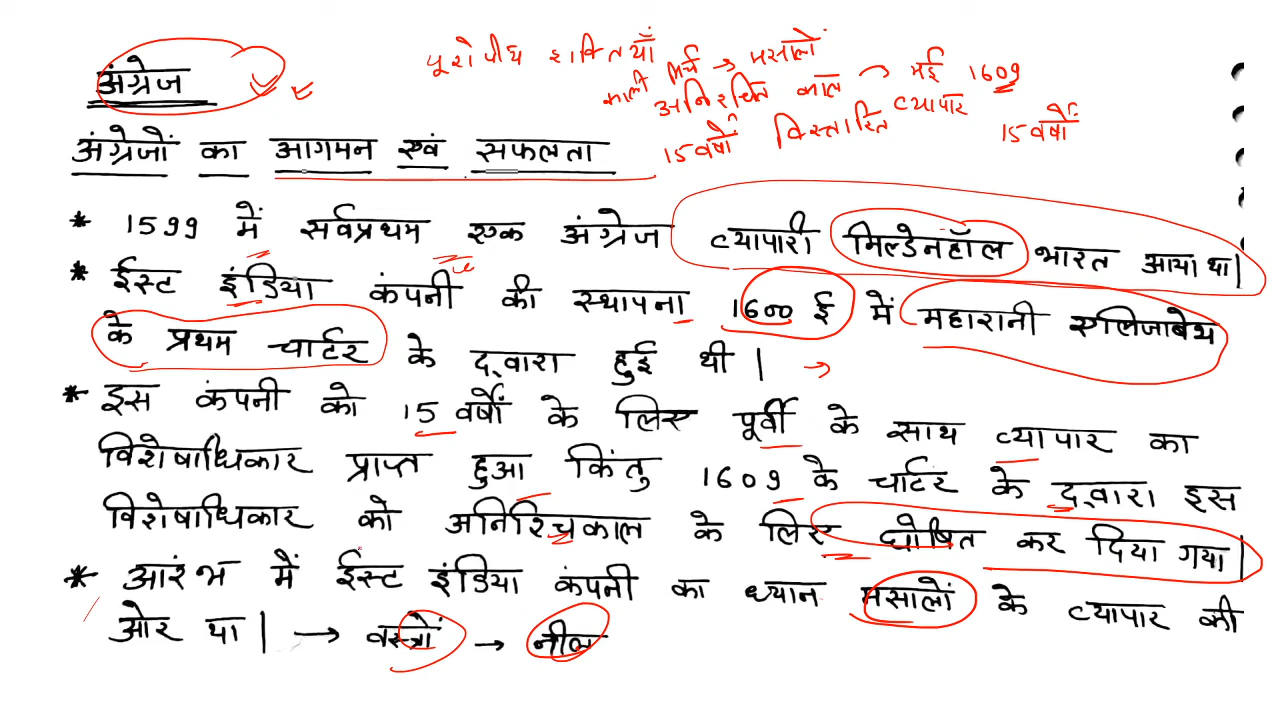 यूरोपीय शक्तियाँ
काली मिर्च → मसालों
अनिश्चित काल → मई 1609
15 वर्षों विस्तारित व्यापार 15 वर्षों
अंग्रेज
अंग्रेजों का आगमन एवं सफलता
* 1599 में सर्वप्रथम एक अंग्रेज व्यापारी मिल्डेनहॉल भारत आया था|
* ईस्ट इंडिया कंपनी की स्थापना 1600 ई में महारानी एलिजाबेथ
के प्रथम चार्टर के द्वारा हुई थी | →
* इस कंपनी को 15 वर्षों के लिए पूर्वी के साथ व्यापार का
विशेषाधिकार प्राप्त हुआ किंतु 1609 के चार्टर के द्वारा इस
विशेषाधिकार को अनिश्चिकाल के लिए घोषित कर दिया गया|
* आरंभ में ईस्ट इंडिया कंपनी का ध्यान मसालों के व्यापार की
ओर था | → वस्त्रों → नील